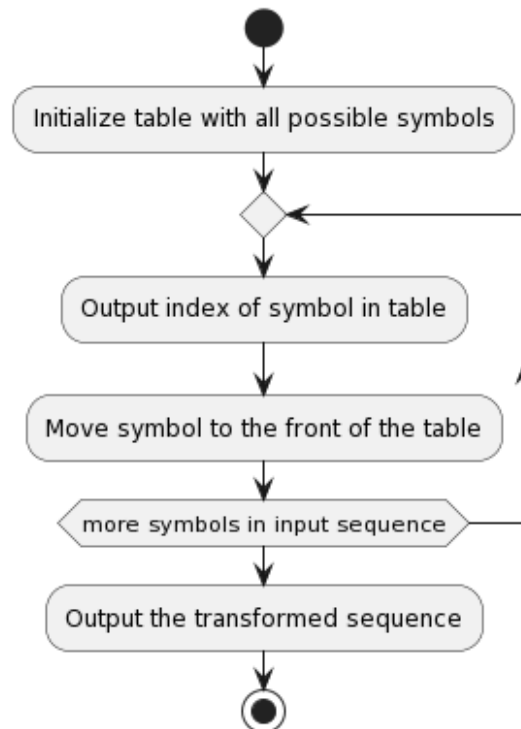 Initialize table with all possible symbols
Output index of symbol in table
Move symbol to the front of the table
more symbols in input sequence
Output the transformed sequence